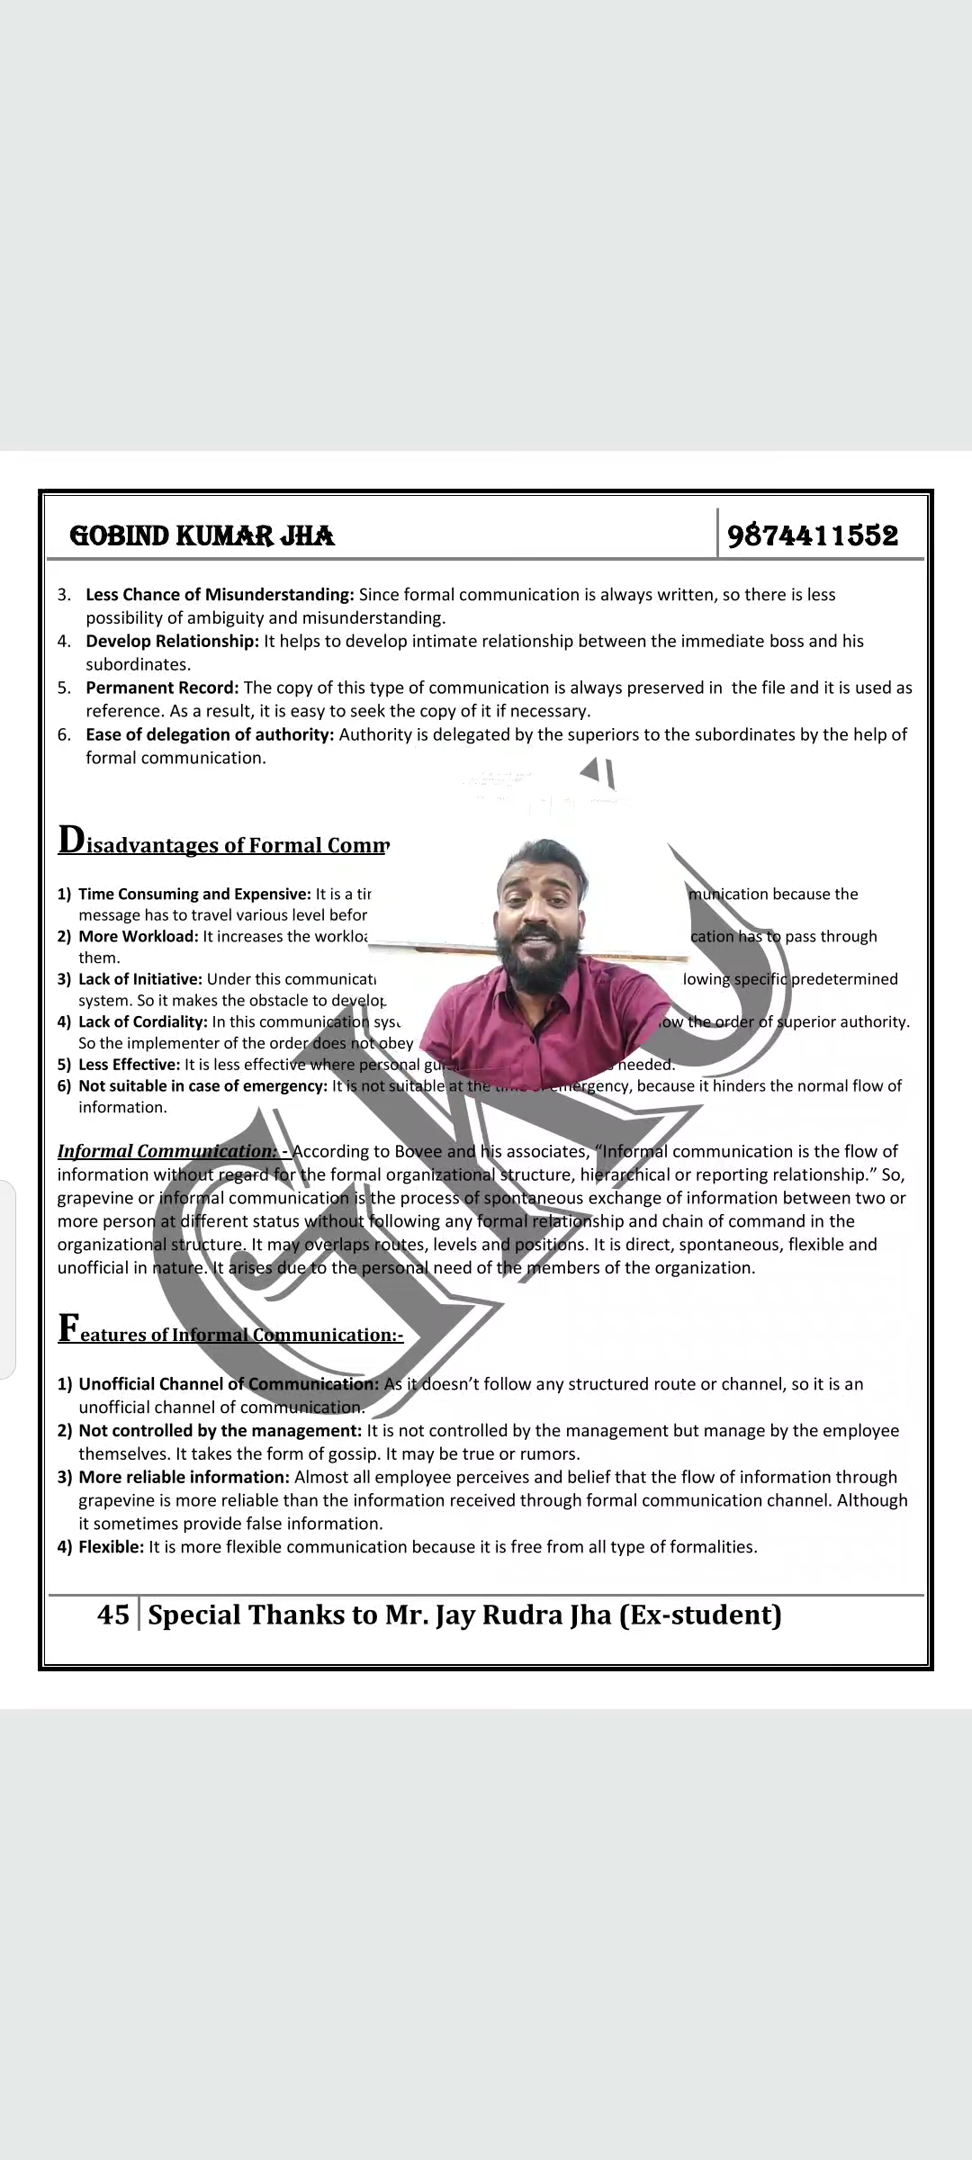 GOBIND KUMAR JHA
9874411552
3. Less Chance of Misunderstanding: Since formal communication is always written, so there is less
possibility of ambiguity and misunderstanding.
4. Develop Relationship: It helps to develop intimate relationship between the immediate boss and his
subordinates.
5. Permanent Record: The copy of this type of communication is always preserved in the file and it is used as
reference. As a result, it is easy to seek the copy of it if necessary.
6. Ease of delegation of authority: Authority is delegated by the superiors to the subordinates by the help of
formal communication.
Disadvantages of Formal
1) Time Consuming and Expensive: It is a because the
message has to travel various level
2) More Workload: It increases the has to pass through
them.
3) Lack of Initiative: Under this specific predetermined
system. So it makes the obstacle to
4) Lack of Cordiality: In this communication the order of superior authority.
So the implementer of the order does not obey
5) Less Effective: It is less effective where personal needed.
6) Not suitable in case of emergency: It is not suitable at the emergency, because it hinders the normal flow of
information.
Informal Communication: - According to Bovee and his associates, “Informal communication is the flow of
information without regard for the formal organizational structure, hierarchical or reporting relationship.” So,
grapevine or informal communication is the process of spontaneous exchange of information between two or
more person at different status without following any formal relationship and chain of command in the
organizational structure. It may overlaps routes, levels and positions. It is direct, spontaneous, flexible and
unofficial in nature. It arises due to the personal need of the members of the organization.
Features of Informal Communication:-
1) Unofficial Channel of Communication: As it doesn’t follow any structured route or channel, so it is an
unofficial channel of communication.
2) Not controlled by the management: It is not controlled by the management but manage by the employee
themselves. It takes the form of gossip. It may be true or rumors.
3) More reliable information: Almost all employee perceives and belief that the flow of information through
grapevine is more reliable than the information received through formal communication channel. Although
it sometimes provide false information.
4) Flexible: It is more flexible communication because it is free from all type of formalities.
45 Special Thanks to Mr. Jay Rudra Jha (Ex-student)